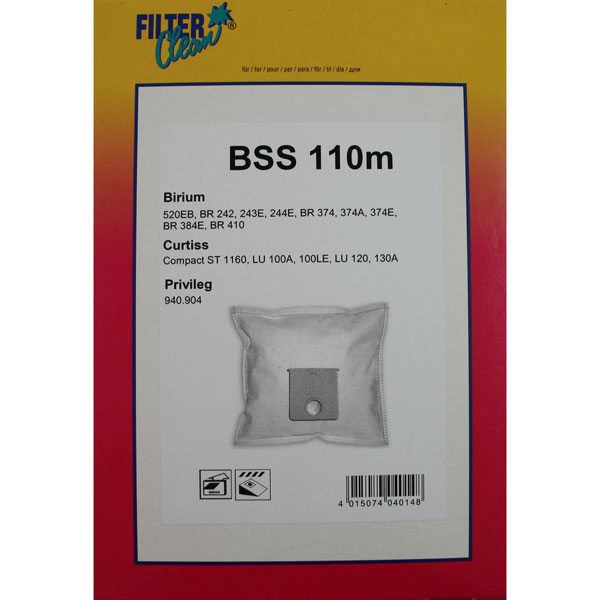 FILTER
Clean®
für / for / pour / per / para / för / til / dla / для
BSS 110m
Birium
520EB, BR 242, 243E, 244E, BR 374, 374A, 374E,
BR 384E, BR 410
Curtiss
Compact ST 1160, LU 100A, 100LE, LU 120, 130A
Privileg
940.904
4 015074 040148